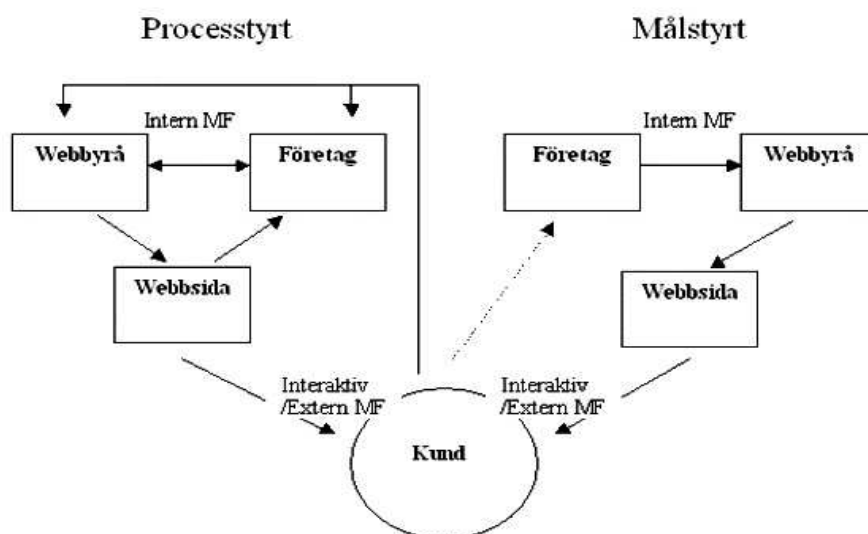 Processtyrt
Målstyrt
Intern MF
Webbyrå
Företag
Webbsida
Interaktiv
/Extern MF
Intern MF
Företag
Webbyrå
Webbsida
Interaktiv
/Extern MF
Kund